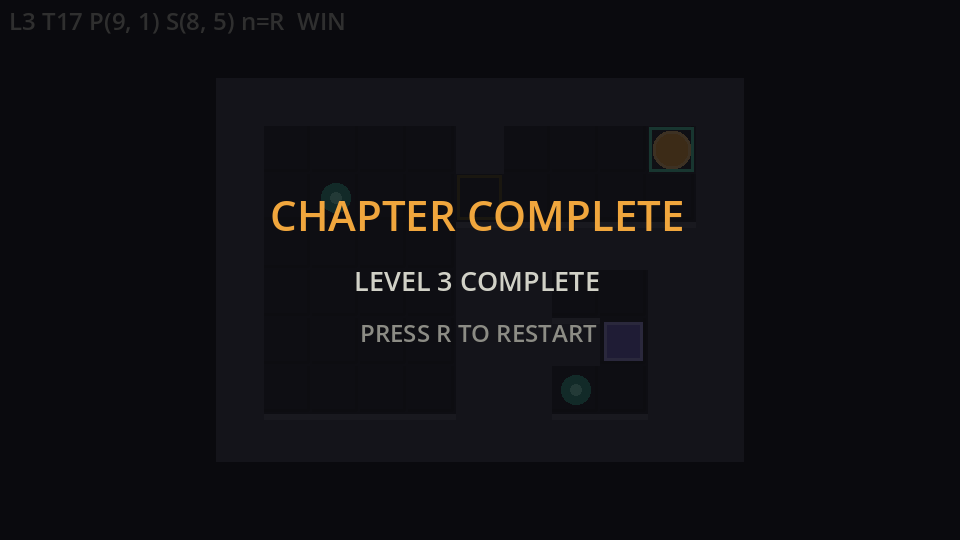 L3 T17 P(9, 1) S(8, 5) n=R  WIN
CHAPTER COMPLETE
LEVEL 3 COMPLETE
PRESS R TO RESTART